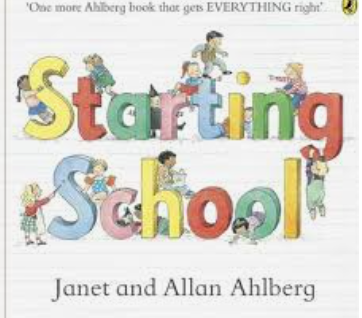 'One more Ahlberg book that gets EVERYTHING right'
Starting
School
Janet and Allan Ahlberg